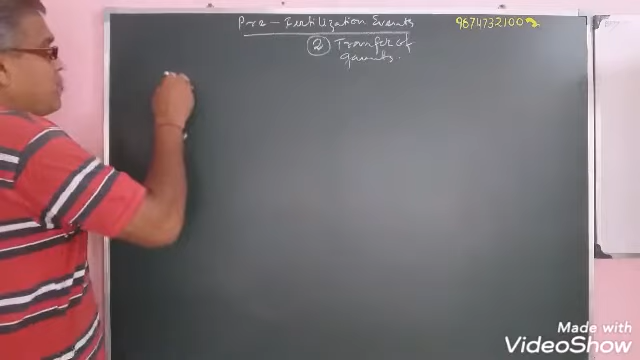 Pre - Fertilization Events
9674732100
② Transfer of
gamets.
Made with
VideoShow